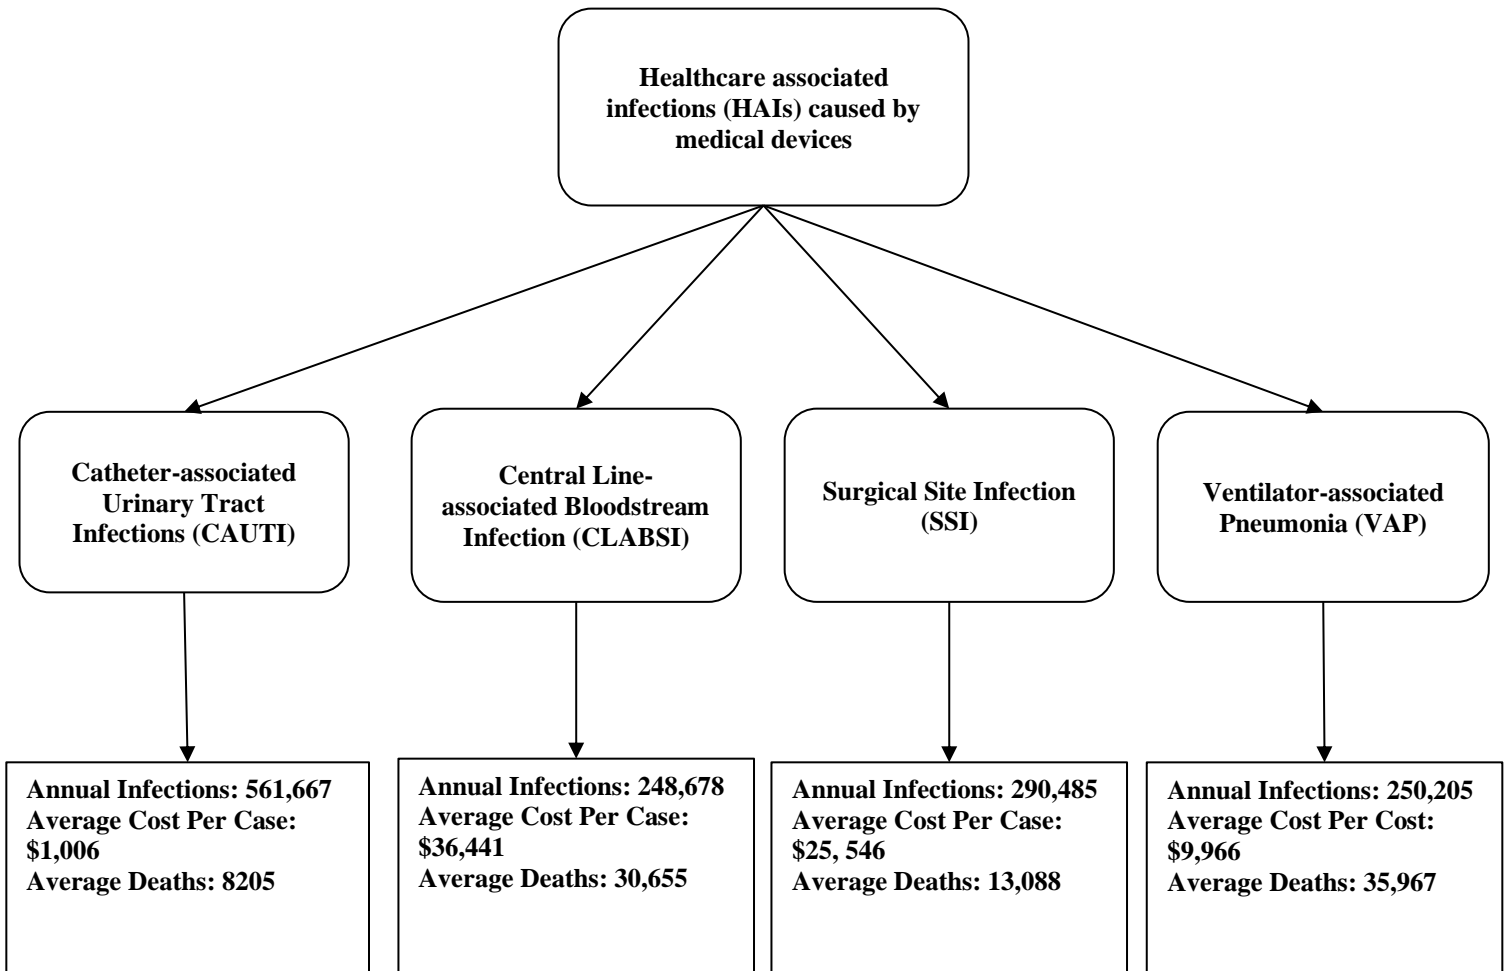 Healthcare associated
infections (HAIs) caused by
medical devices
Catheter-associated
Urinary Tract
Infections (CAUTI)
Central Line-
associated Bloodstream
Infection (CLABSI)
Surgical Site Infection
(SSI)
Ventilator-associated
Pneumonia (VAP)
Annual Infections: 561,667
Average Cost Per Case:
$1,006
Average Deaths: 8205
Annual Infections: 248,678
Average Cost Per Case:
$36,441
Average Deaths: 30,655
Annual Infections: 290,485
Average Cost Per Case:
$25, 546
Average Deaths: 13,088
Annual Infections: 250,205
Average Cost Per Cost:
$9,966
Average Deaths: 35,967